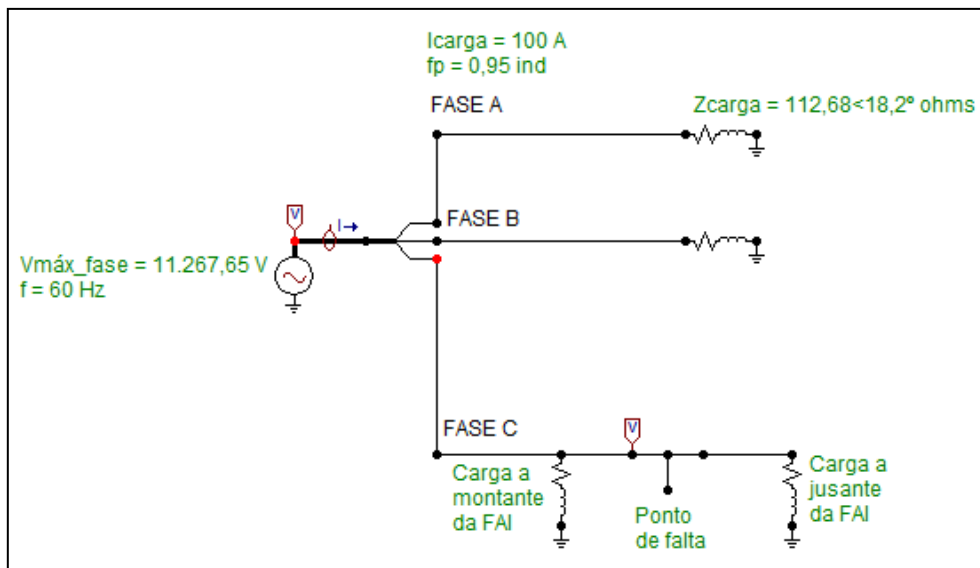 Icarga = 100 A
fp = 0,95 ind
FASE A
Zcarga = 112,68<18,2º ohms
V
I→
FASE B
Vmáx_fase = 11.267,65 V
f = 60 Hz
FASE C
V
Carga a
montante
da FAI
Ponto
de falta
Carga a
jusante
da FAI